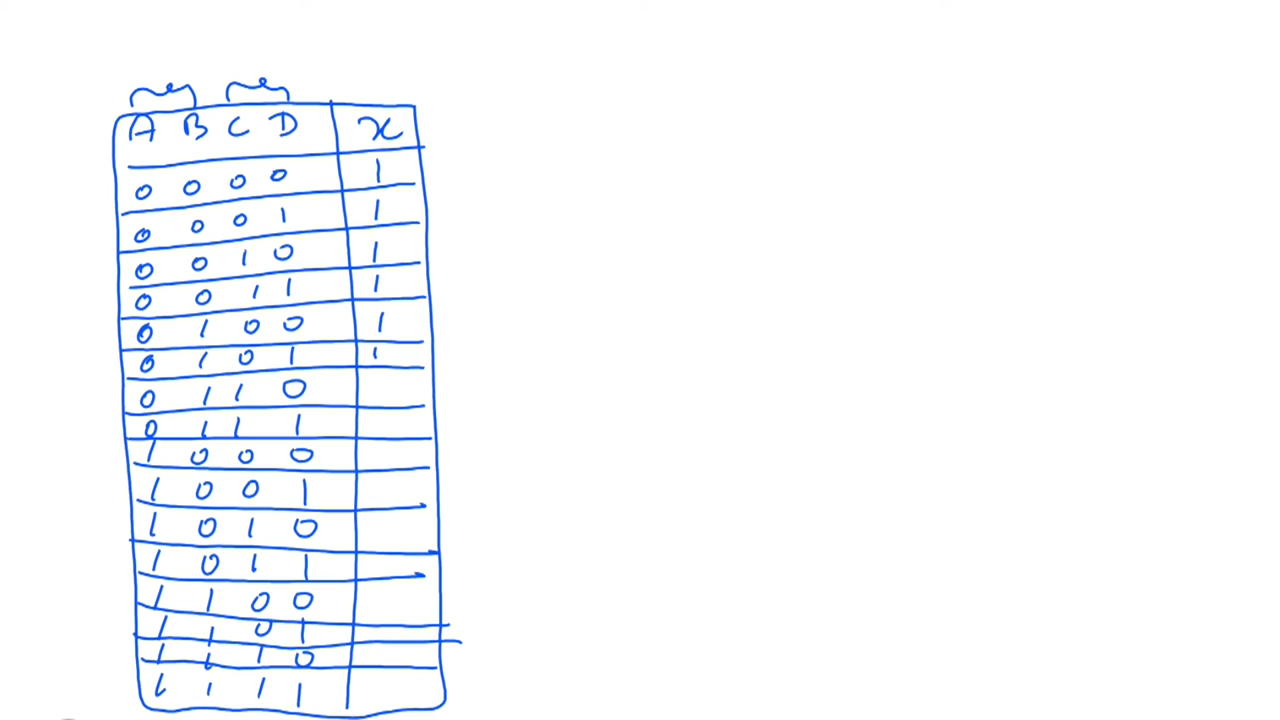 A B C D x
0 0 0 0 1
0 0 0 1 1
0 0 1 0 1
0 0 1 1 1
0 1 0 0 1
0 1 0 1 1
0 1 1 0
0 1 1 1
1 0 0 0
1 0 0 1
1 0 1 0
1 0 1 1
1 1 0 0
1 1 0 1
1 1 1 0
1 1 1 1